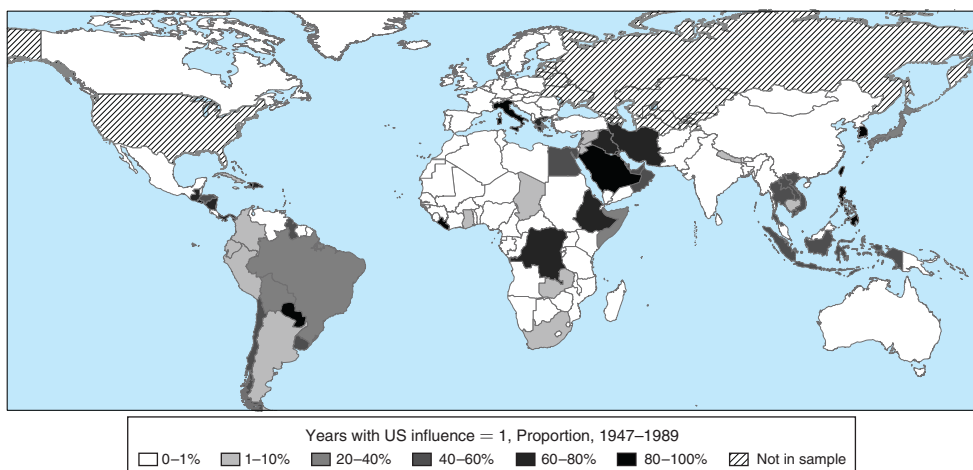 Years with US influence = 1, Proportion, 1947–1989
0–1% 1–10% 20–40% 40–60% 60–80% 80–100% Not in sample